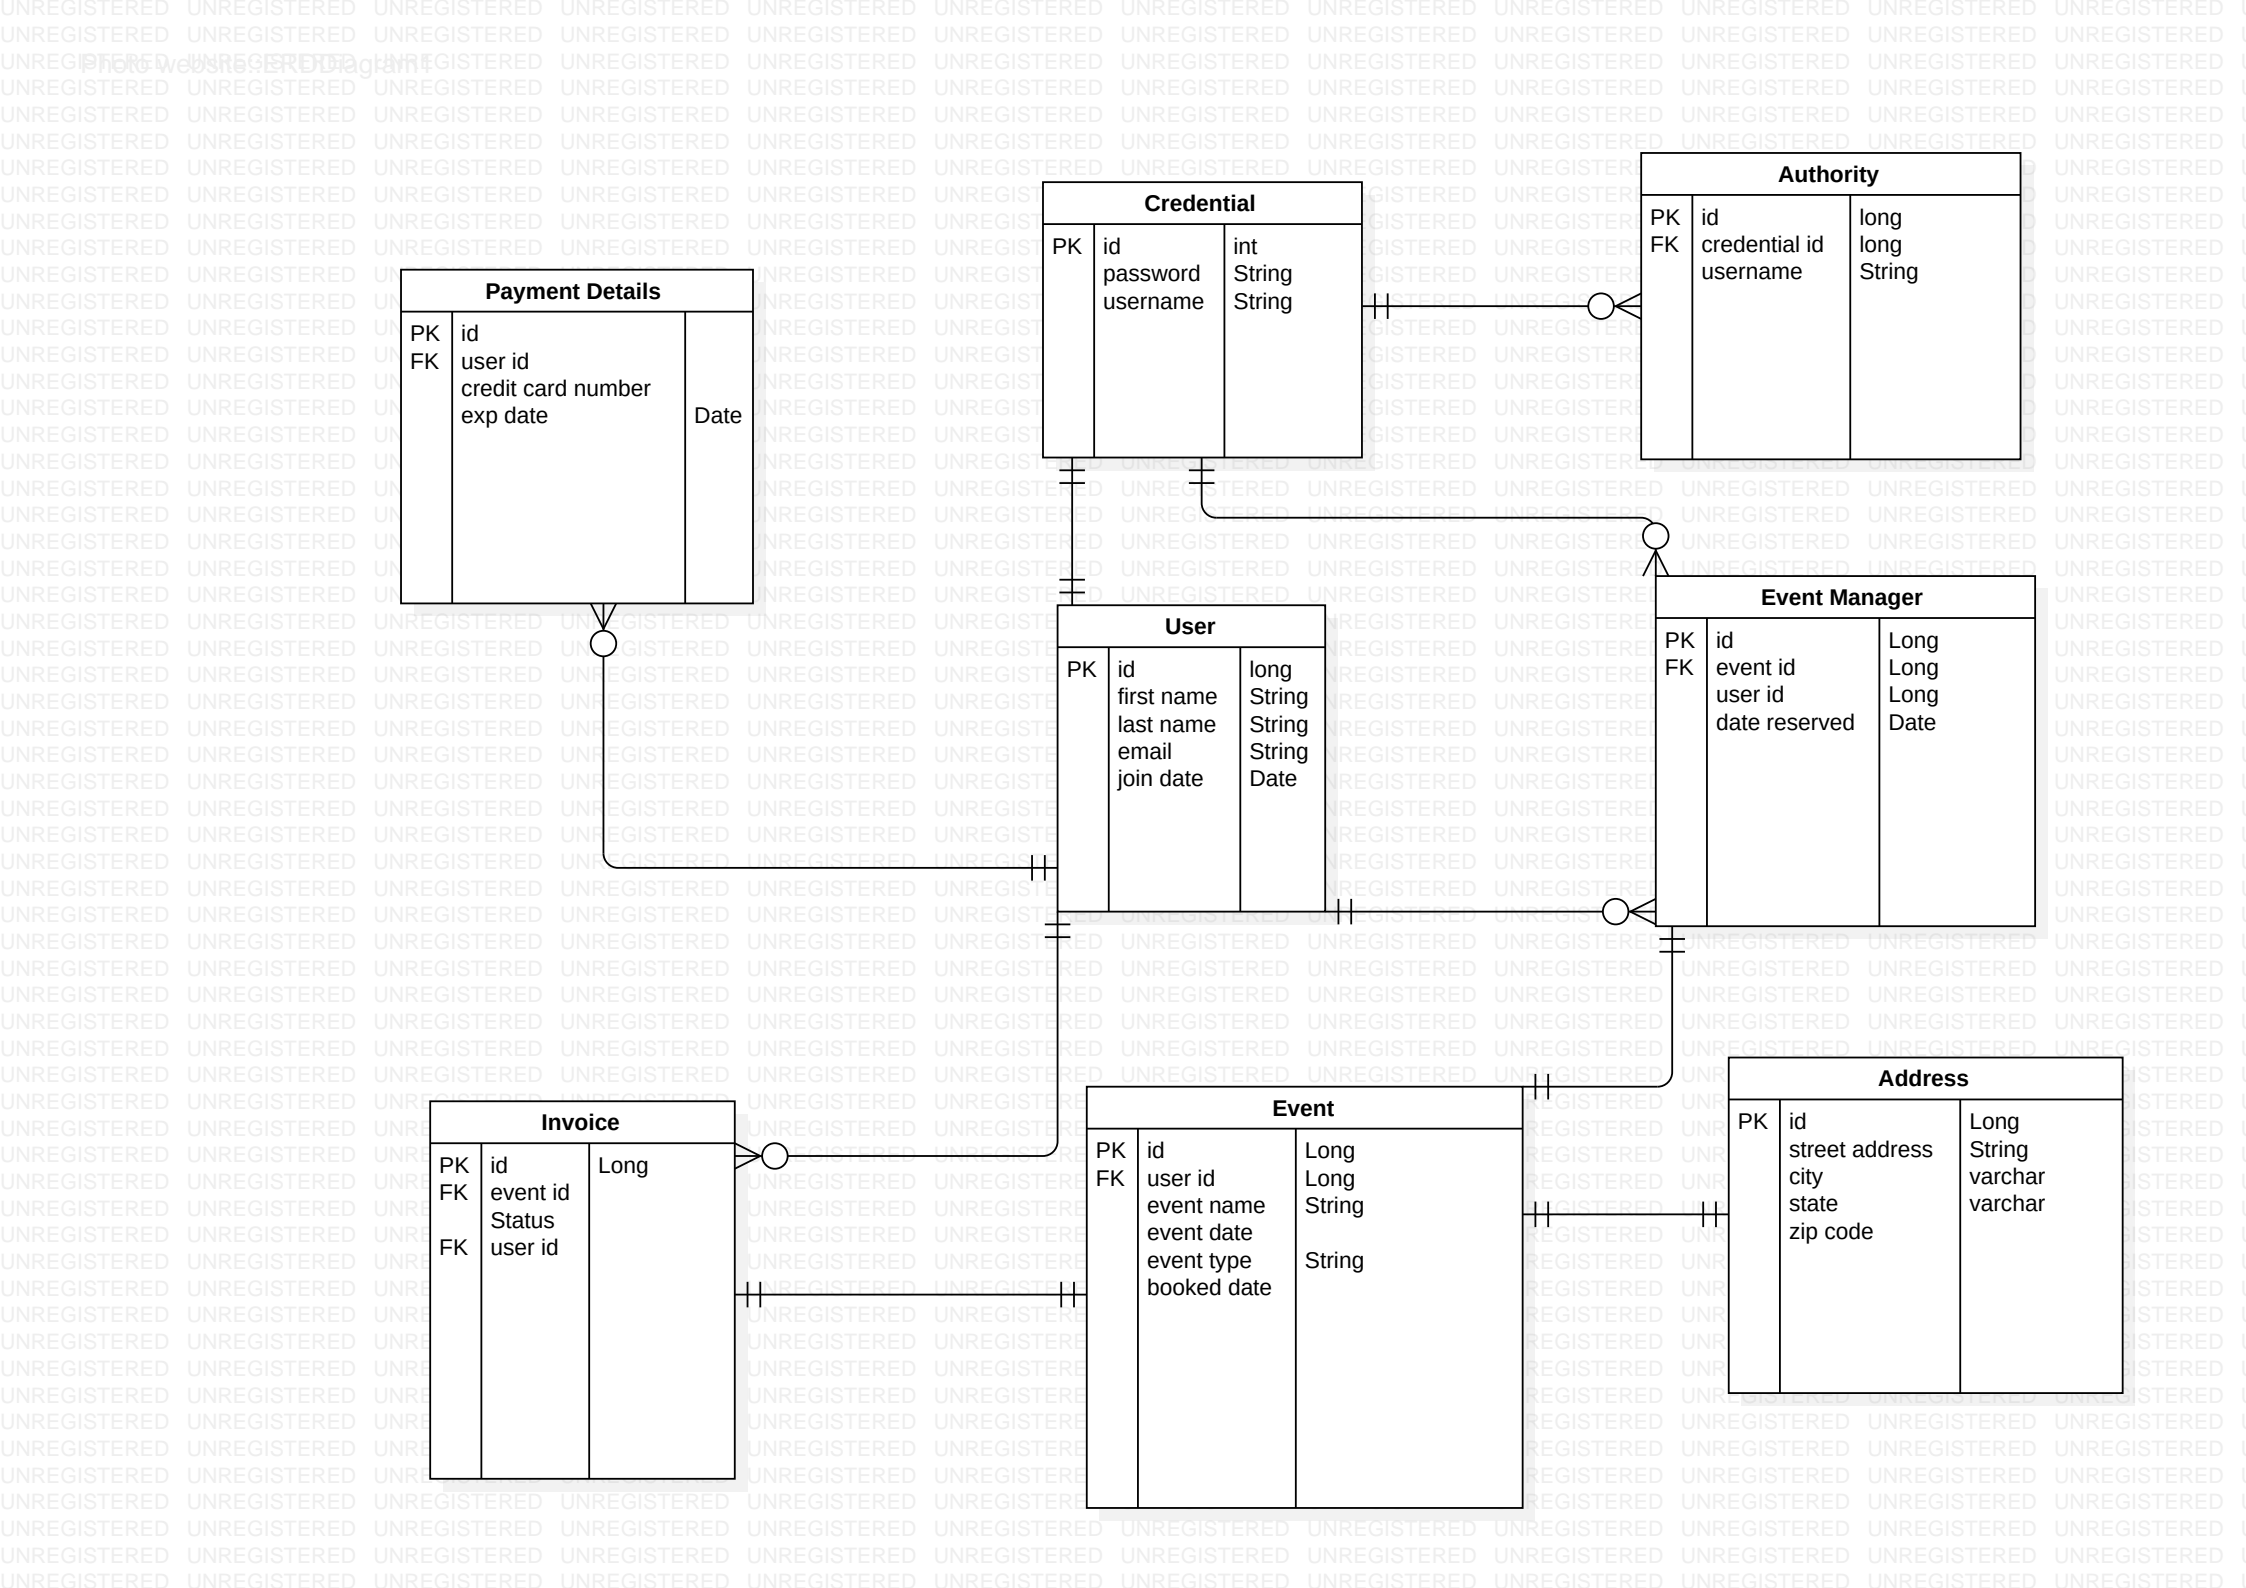 Photo website::ERDDiagram1
Authority
PK id long
FK credential id long
username String
Credential
PK id int
password String
username String
Payment Details
PK id
FK user id
credit card number
exp date Date
Event Manager
PK id Long
FK event id Long
user id Long
date reserved Date
User
PK id long
first name String
last name String
email String
join date Date
Address
PK id Long
street address String
city varchar
state varchar
zip code
Event
PK id Long
FK user id Long
event name String
event date
event type String
booked date
Invoice
PK id Long
FK event id
Status
FK user id
UNREGISTERED